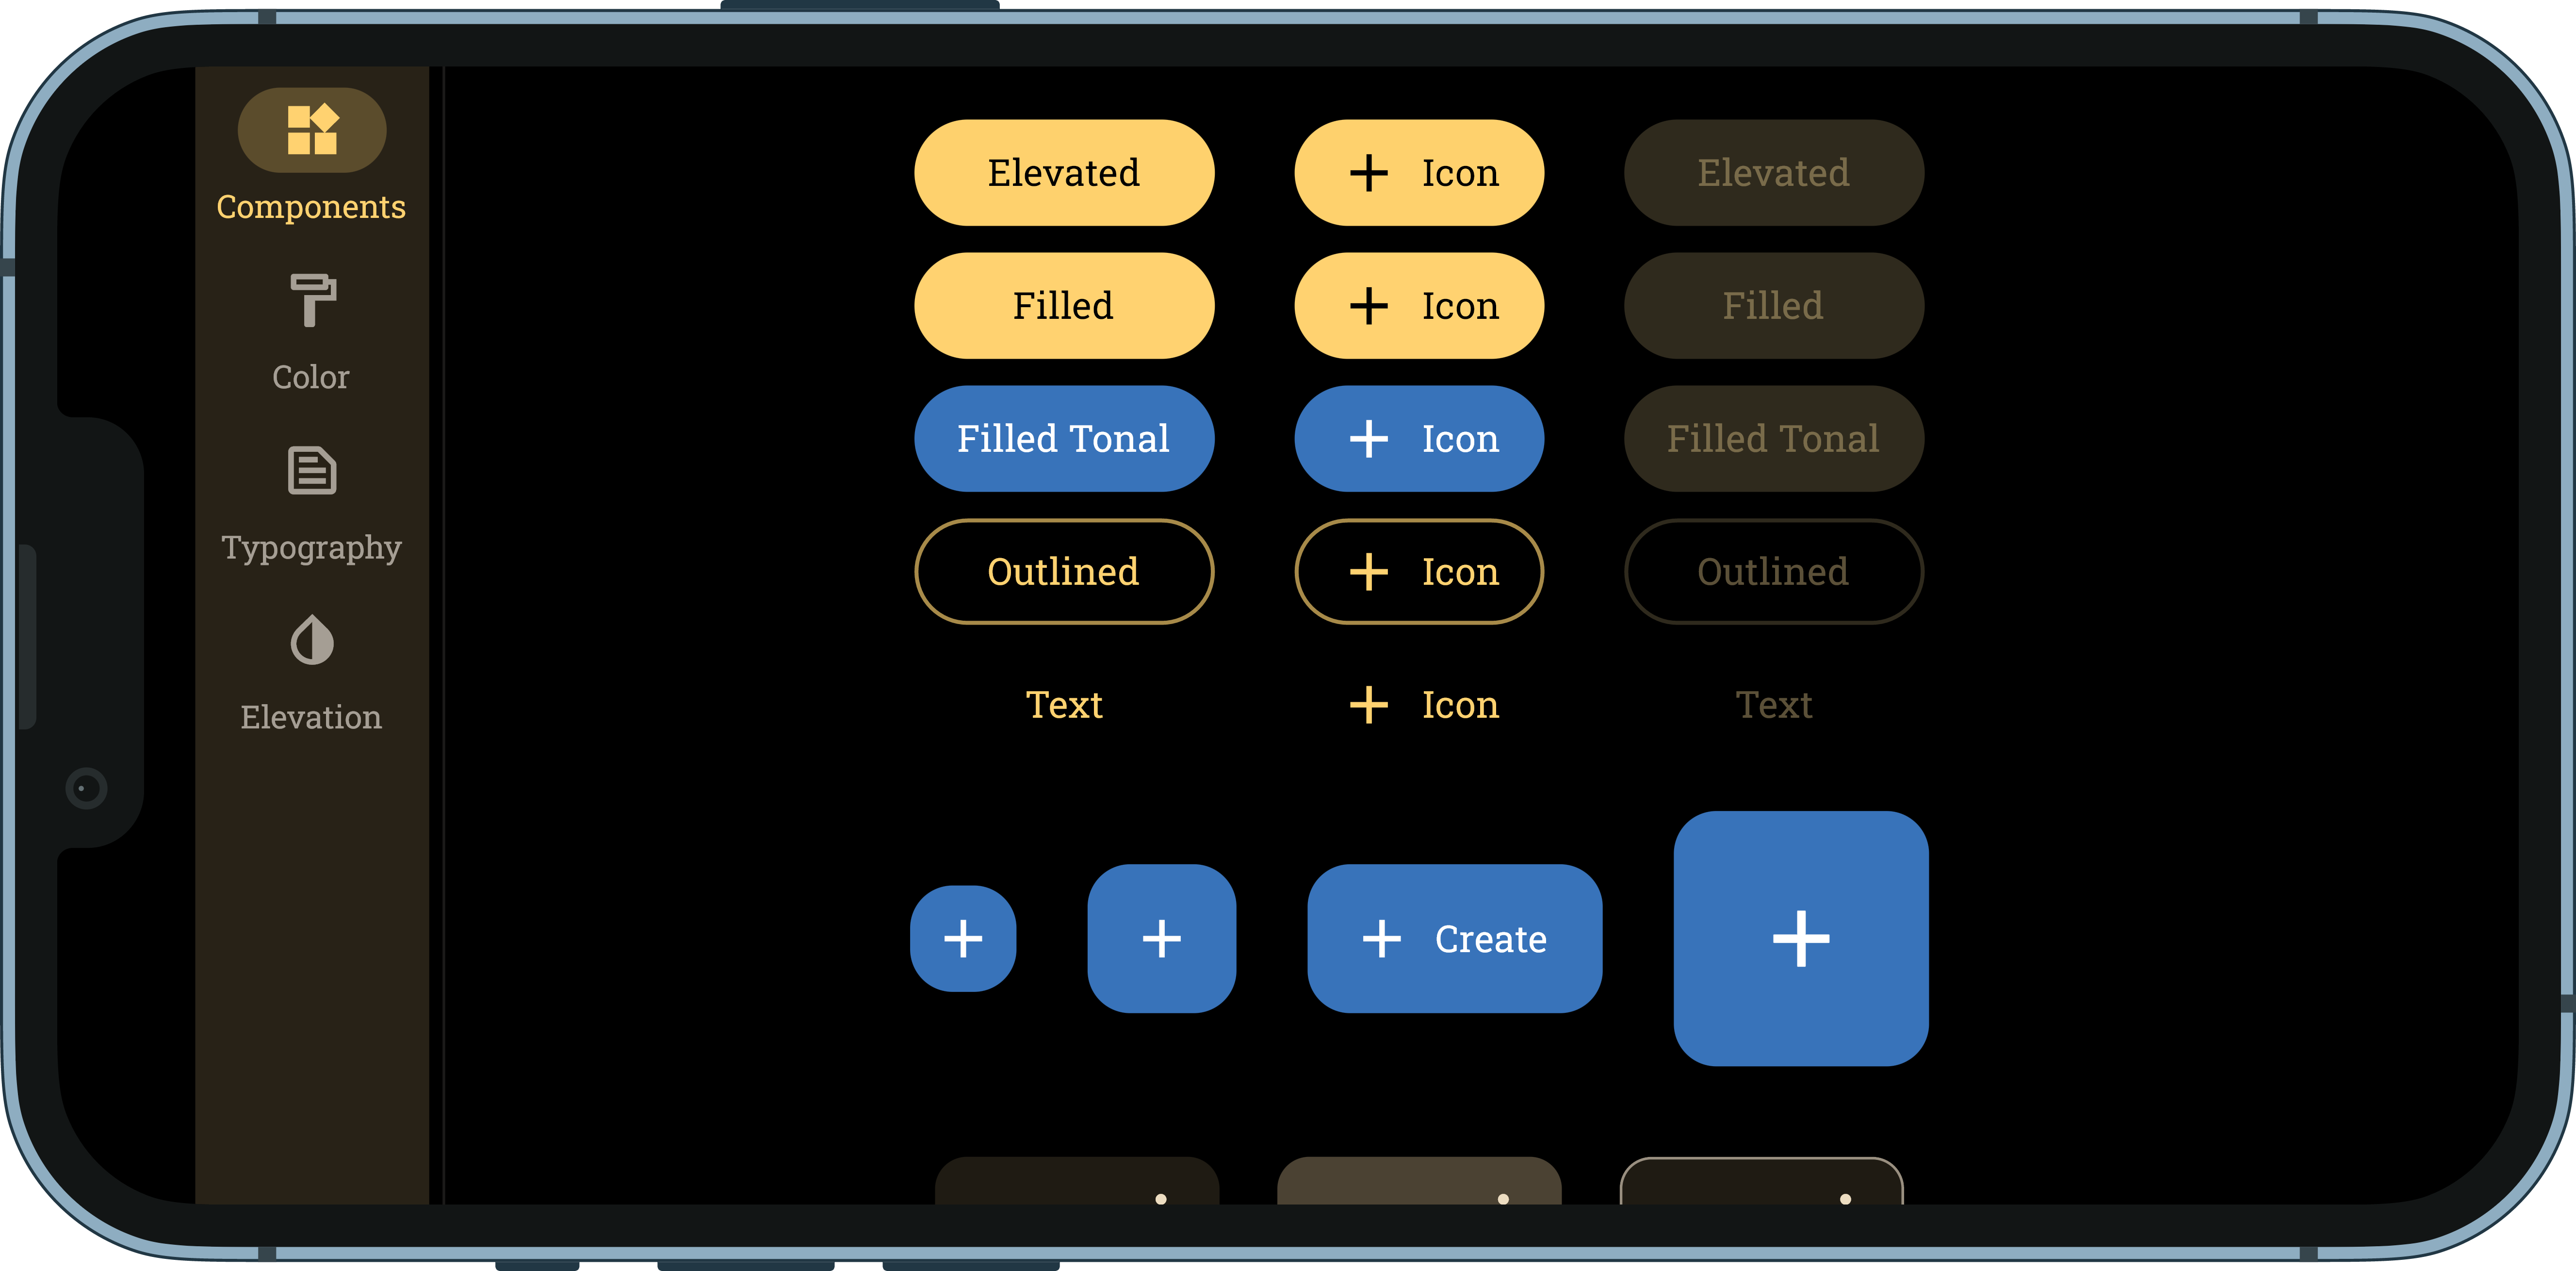 Components
Color
Typography
Elevation
Elevated Icon Elevated
Filled Icon Filled
Filled Tonal Icon Filled Tonal
Outlined Icon Outlined
Text Icon Text
Create